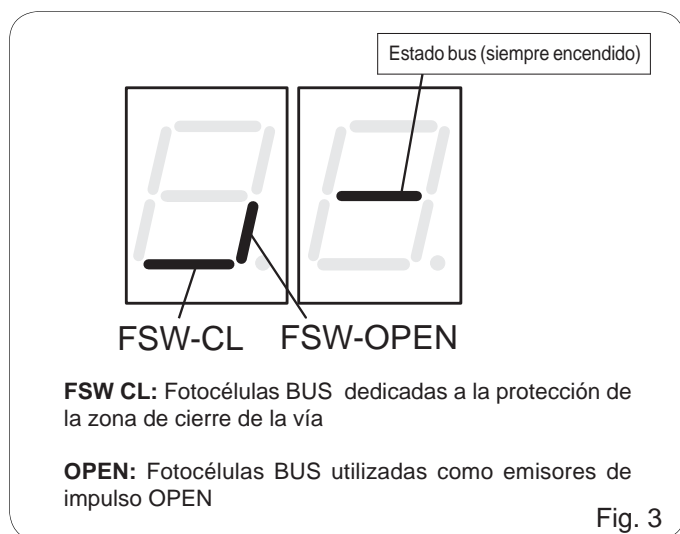 Estado bus (siempre encendido)
FSW-CL FSW-OPEN
FSW CL: Fotocélulas BUS dedicadas a la protección de
la zona de cierre de la vía
OPEN: Fotocélulas BUS utilizadas como emisores de
impulso OPEN
Fig. 3